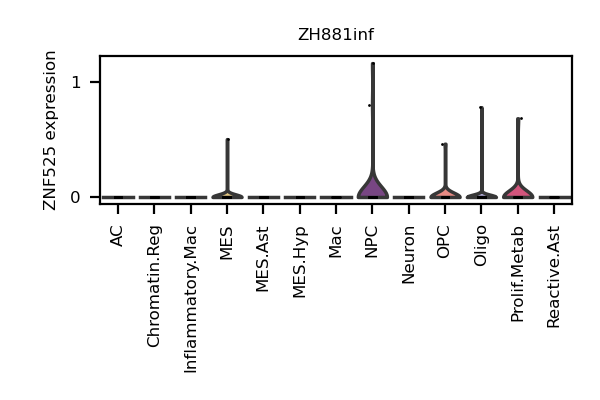 ZH881inf
ZNF525 expression
1
0
AC
Chromatin.Reg
Inflammatory.Mac
MES
MES.Ast
MES.Hyp
Mac
NPC
Neuron
OPC
Oligo
Prolif.Metab
Reactive.Ast